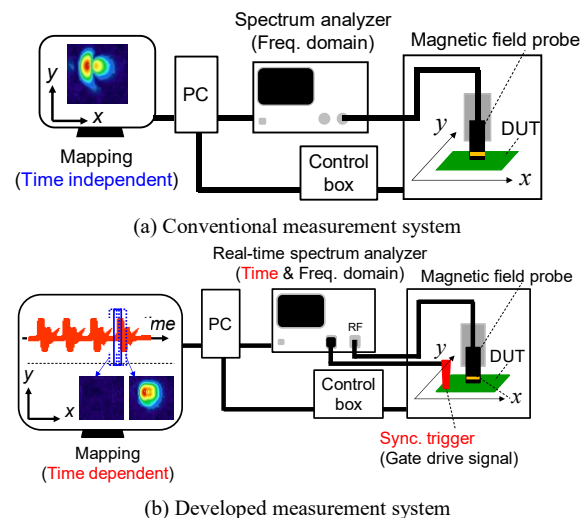 Spectrum analyzer
(Freq. domain)
Magnetic field probe
y
x
PC
y
DUT
Control
box
x
Mapping
(Time independent)
(a) Conventional measurement system
Real-time spectrum analyzer
(Time & Freq. domain)
Magnetic field probe
me
PC
RF
y
DUT
y
x
Control
box
x
Sync. trigger
(Gate drive signal)
Mapping
(Time dependent)
(b) Developed measurement system